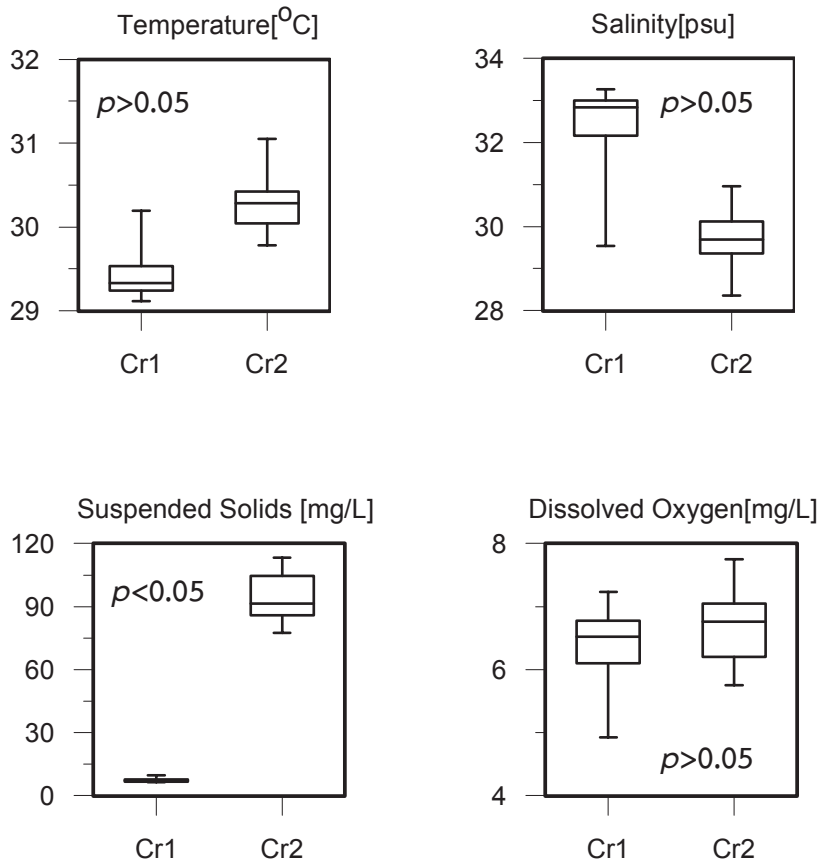 Temperature[°C]
32
31
30
29
p>0.05
Cr1 Cr2
Salinity[psu]
34
32
30
28
p>0.05
Cr1 Cr2
Suspended Solids [mg/L]
120
90
60
30
0
p<0.05
Cr1 Cr2
Dissolved Oxygen[mg/L]
8
6
4
p>0.05
Cr1 Cr2